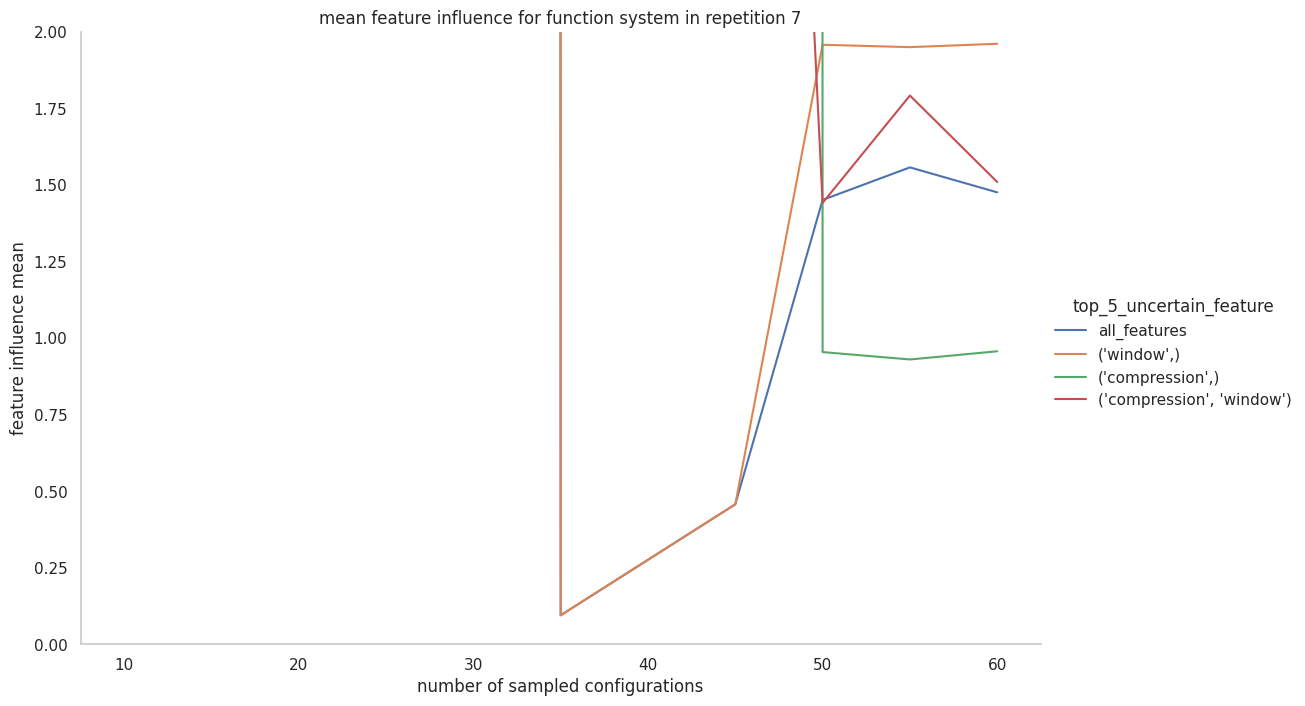 mean feature influence for function system in repetition 7
2.00
1.75
1.50
1.25
1.00
0.75
0.50
0.25
0.00
feature influence mean
10 20 30 40 50 60
number of sampled configurations
top_5_uncertain_feature
all_features
('window',)
('compression',)
('compression', 'window')